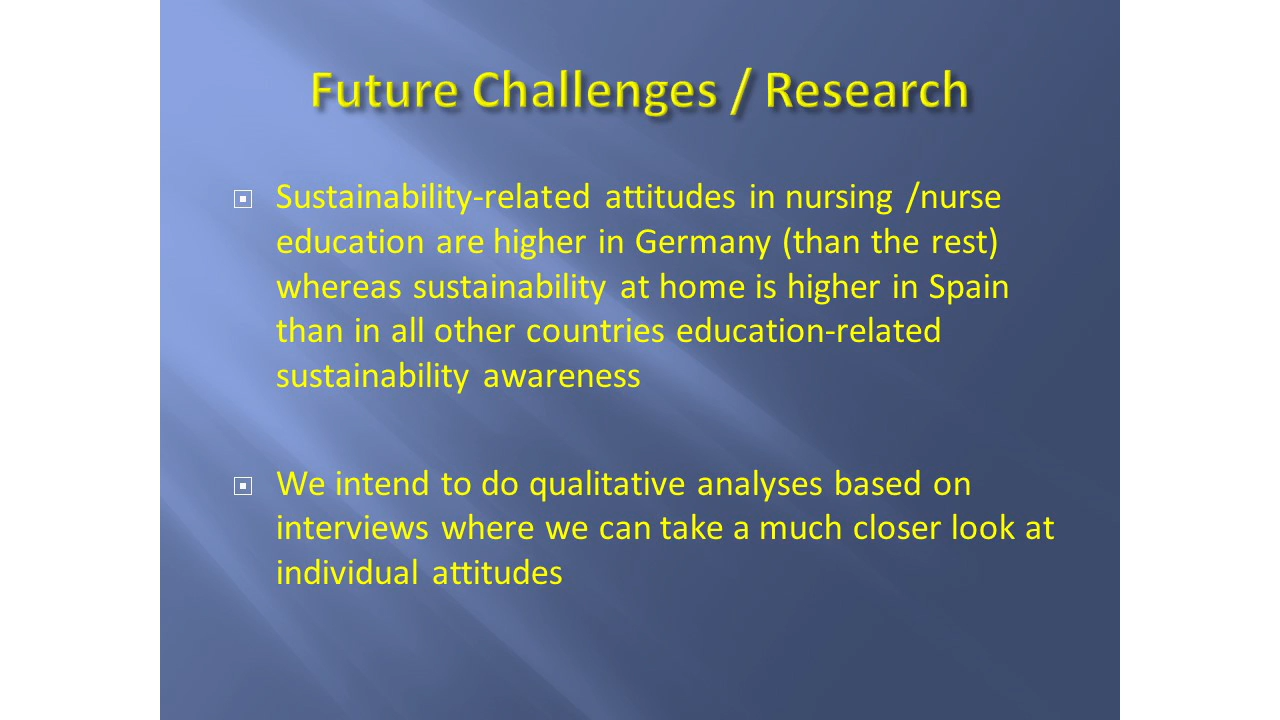 Future Challenges / Research
Sustainability-related attitudes in nursing /nurse
education are higher in Germany (than the rest)
whereas sustainability at home is higher in Spain
than in all other countries education-related
sustainability awareness
We intend to do qualitative analyses based on
interviews where we can take a much closer look at
individual attitudes